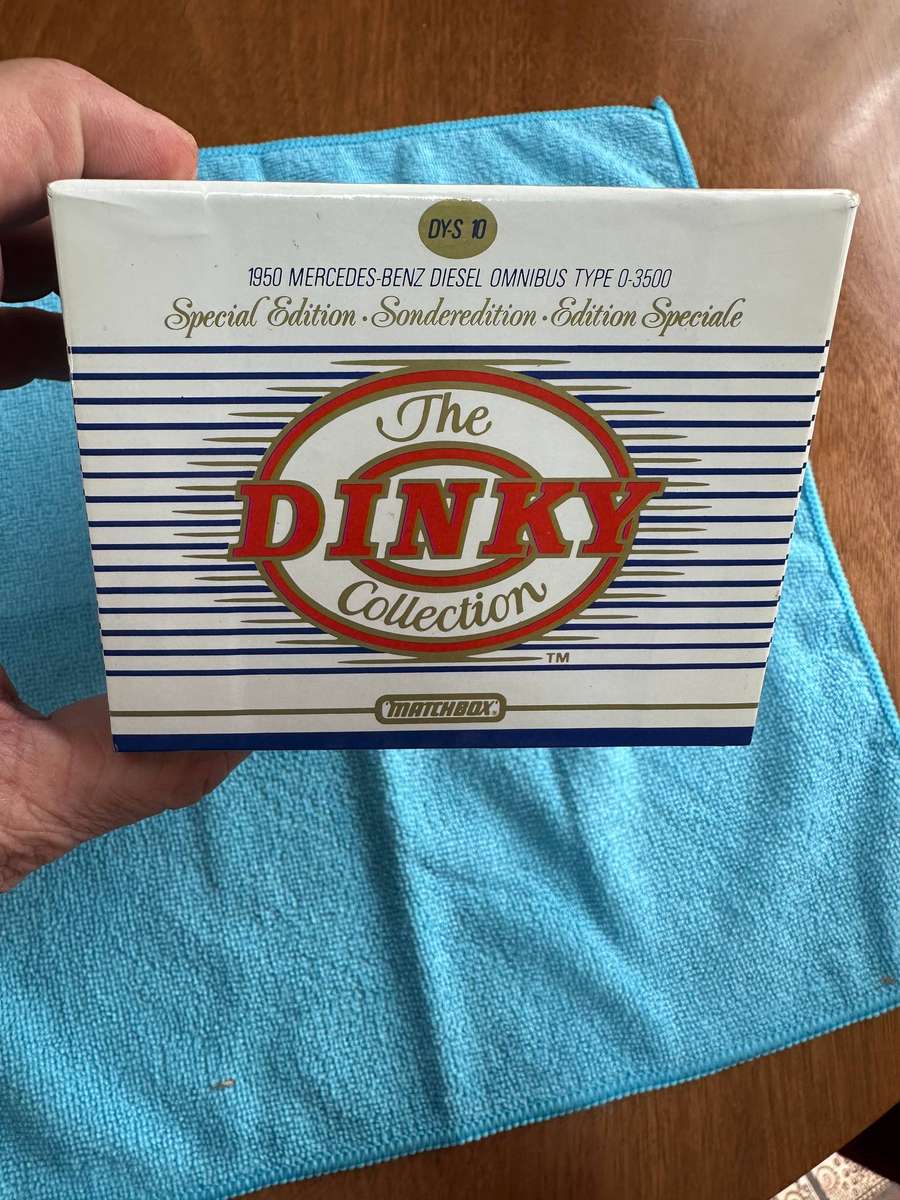 DY-S 10
1950 MERCEDES-BENZ DIESEL OMNIBUS TYPE O-3500
Special Edition · Sonderedition · Edition Speciale
The
DINKY
Collection
TM
MATCHBOX®